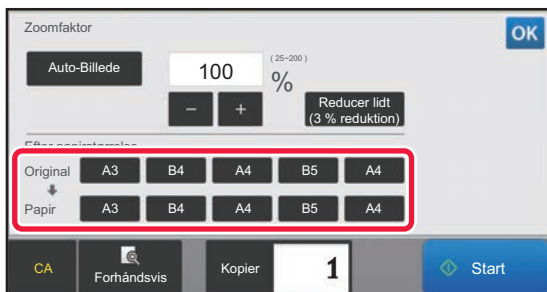 Zoomfaktor
OK
Auto-Billede
100
(25~200)
%
−
+
Reducer lidt
(3 % reduktion)
Efter papirstørrelse
Original
A3
B4
A4
B5
A4
Papir
A3
B4
A4
B5
A4
CA
Forhåndsvis
Kopier
1
Start